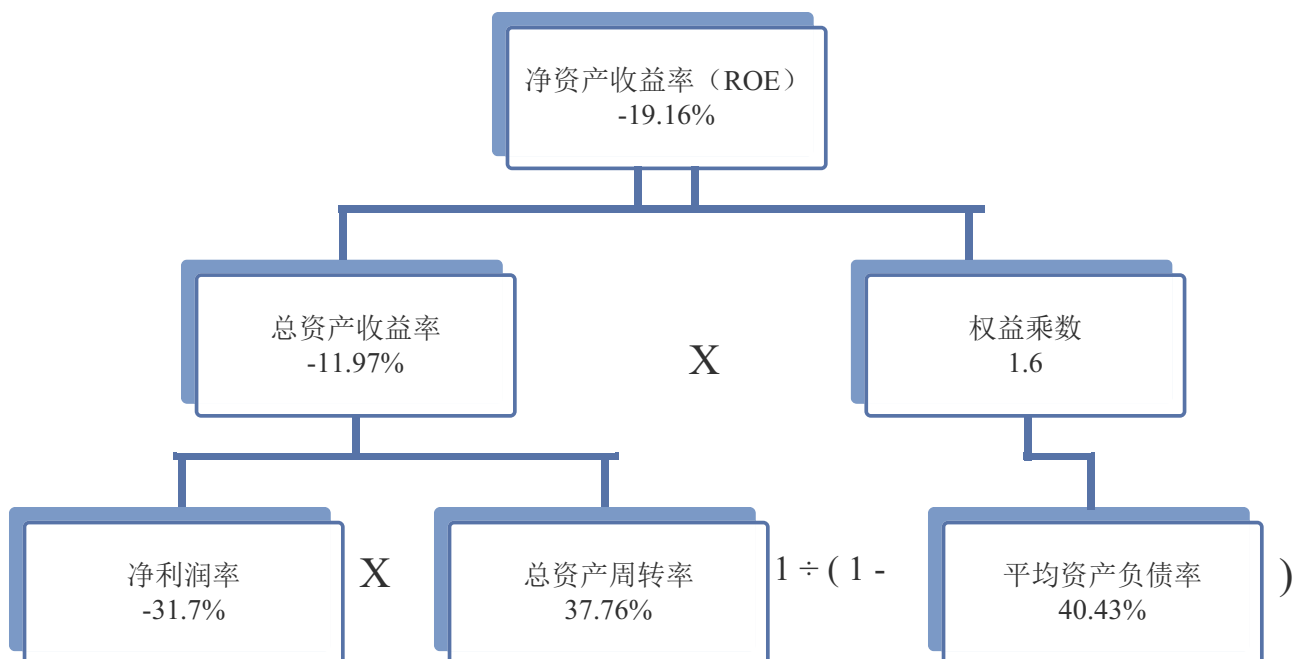 净资产收益率（ROE）
-19.16%
总资产收益率
-11.97%
X
权益乘数
1.6
净利润率
-31.7%
X
总资产周转率
37.76%
1 ÷ ( 1 -
平均资产负债率
40.43%
)